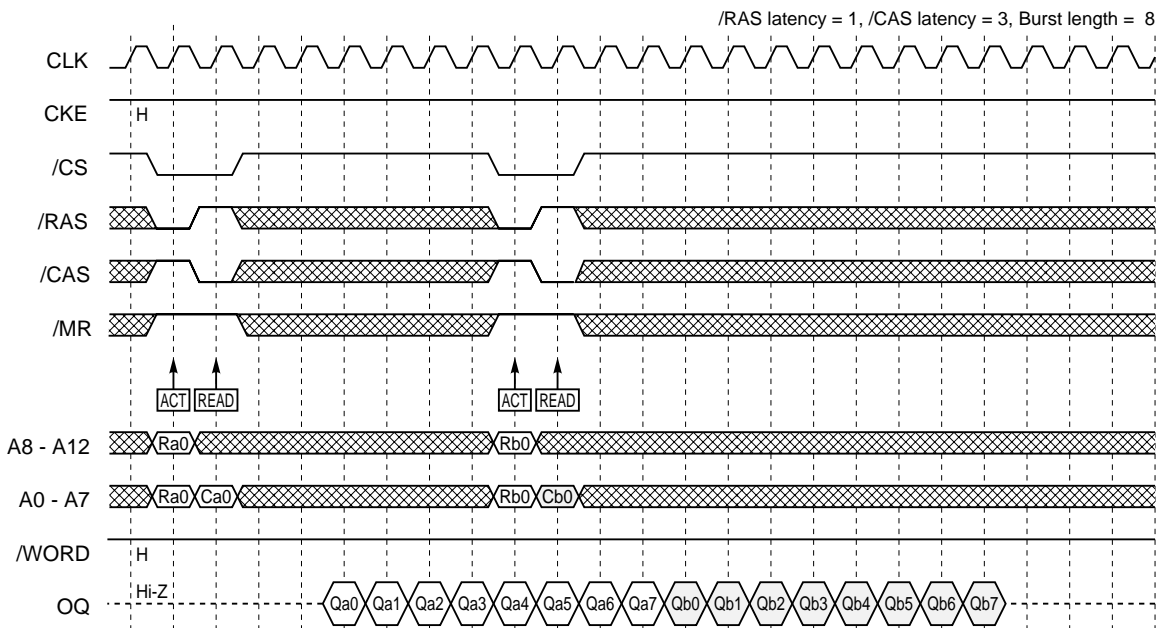 /RAS latency = 1, /CAS latency = 3, Burst length = 8
CLK
CKE H
/CS
/RAS
/CAS
/MR
ACT READ ACT READ
A8 - A12 Ra0 Rb0
A0 - A7 Ra0 Ca0 Rb0 Cb0
/WORD H
OQ Hi-Z Qa0 Qa1 Qa2 Qa3 Qa4 Qa5 Qa6 Qa7 Qb0 Qb1 Qb2 Qb3 Qb4 Qb5 Qb6 Qb7